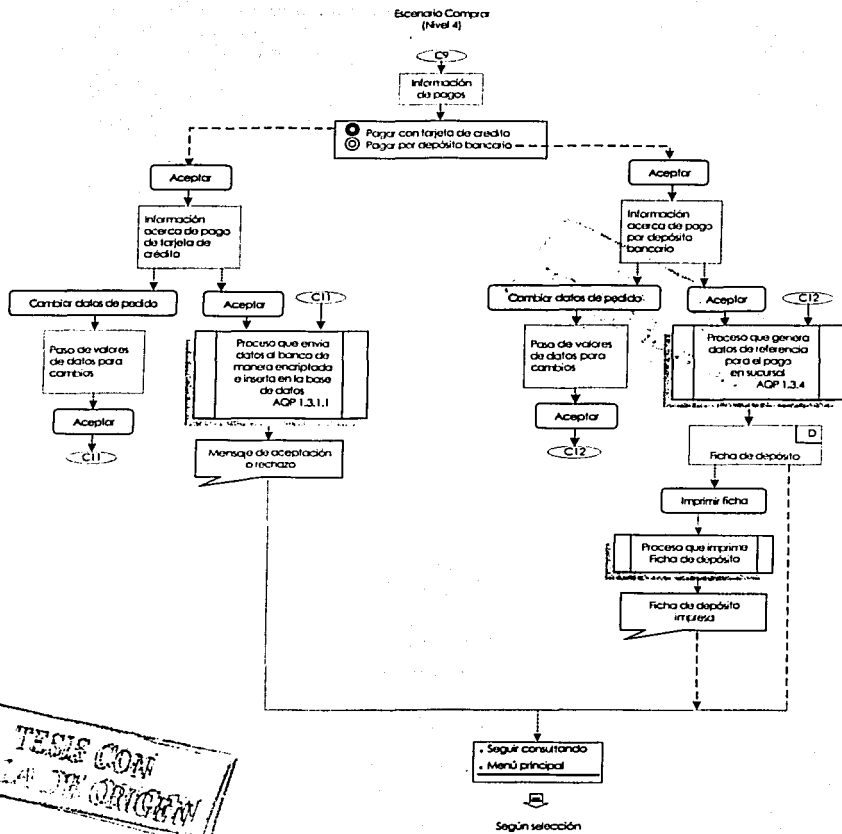 Escenario Comprar
(Nivel 4)
C9
Información
de pagos
Pagar con tarjeta de credito
Pagar por depósito bancario
Aceptar
Información
acerca de pago
de tarjeta de
crédito
Cambiar datos de pedido
Aceptar
C11
Paso de valores
de datos para
cambios
Proceso que envia
datos al banco de
manera encriptada
e inserta en la base
de datos
AQP 1.3.1.1
Aceptar
C11
Mensaje de aceptación
o rechazo
Aceptar
Información
acerca de pago
por depósito
bancario
Cambiar datos de pedido
Aceptar
C12
Paso de valores
de datos para
cambios
Proceso que genera
datos de referencia
para el pago
en sucursal
AQP 1.3.4
Aceptar
C12
D
Ficha de depósito
Imprimir ficha
Proceso que imprime
Ficha de depósito
Ficha de depósito
impresa
. Seguir consultando
. Menú principal
Según selección
TESIS CON
LA DE ORIGEN